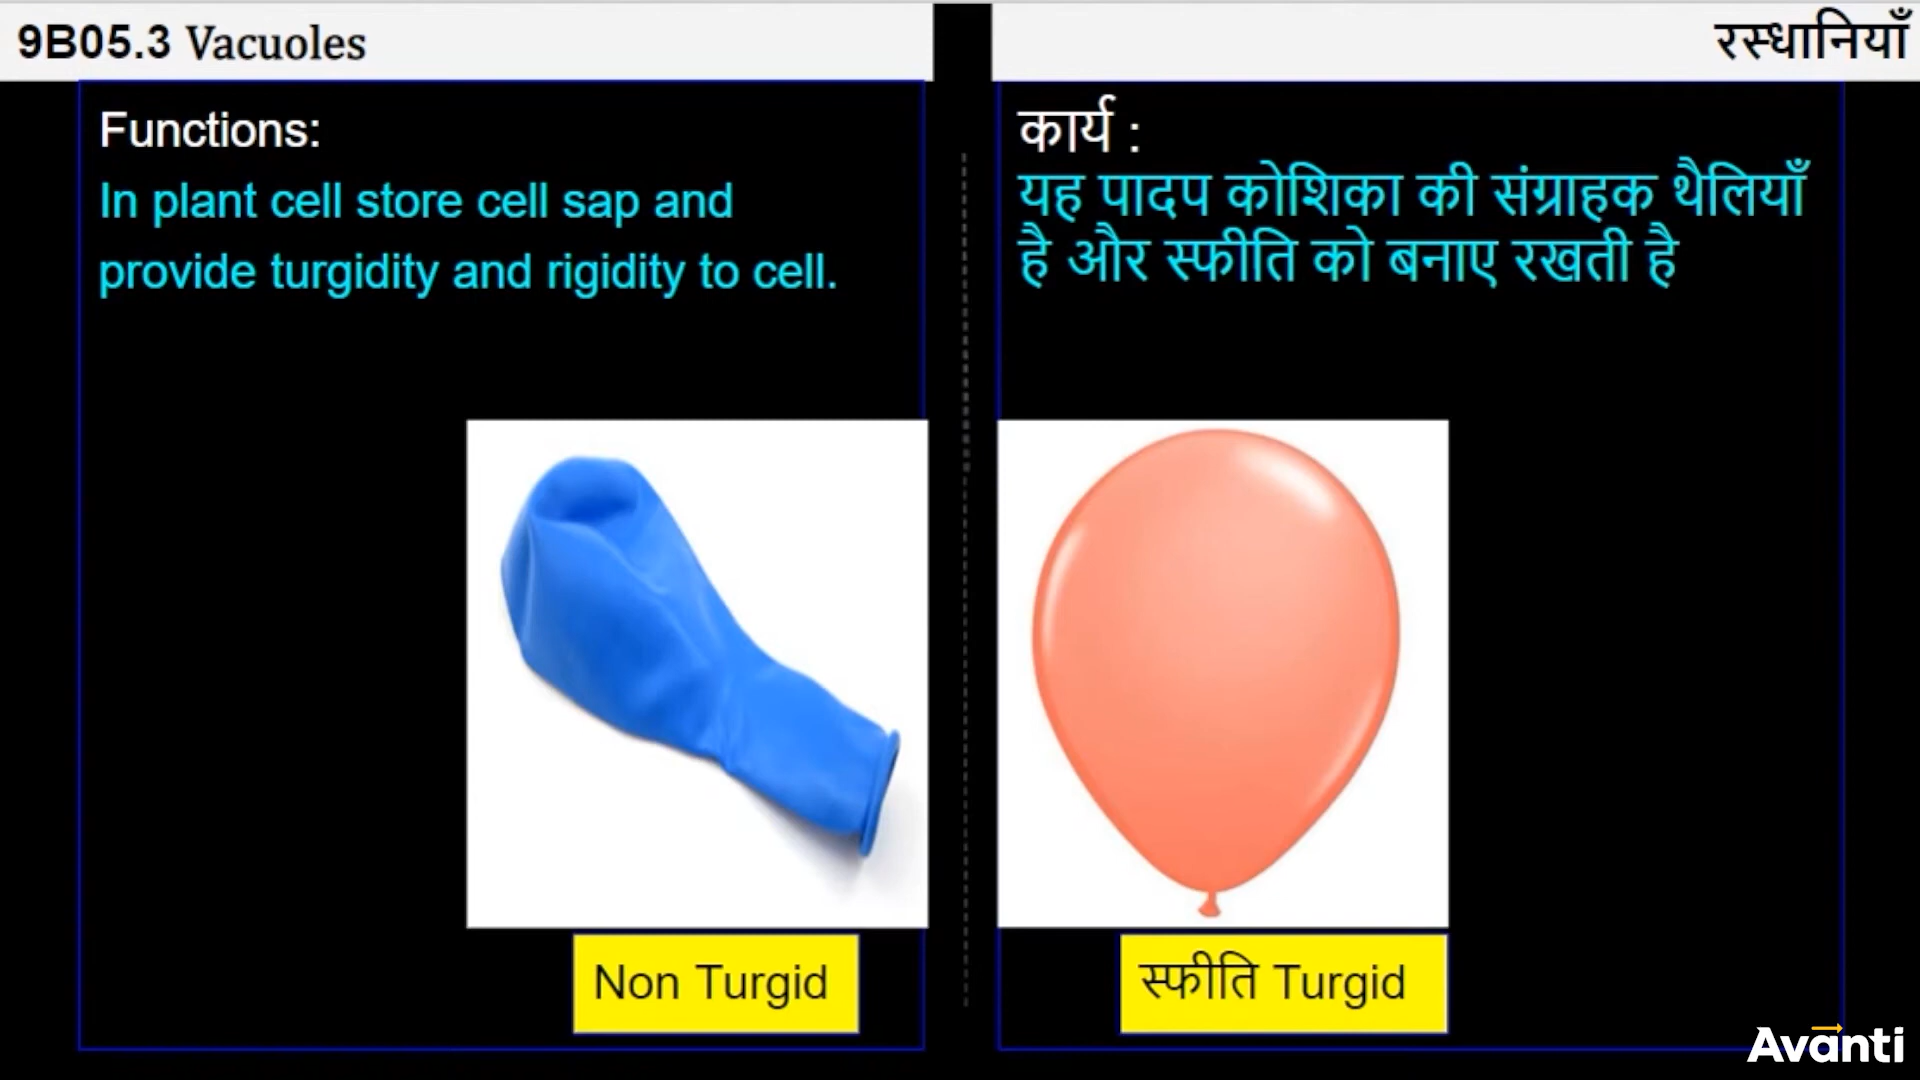 9B05.3 Vacuoles
रस्धानियाँ
Functions:
In plant cell store cell sap and
provide turgidity and rigidity to cell.
कार्य :
यह पादप कोशिका की संग्राहक थैलियाँ
है और स्फीति को बनाए रखती है
Non Turgid
स्फीति Turgid
Avanti